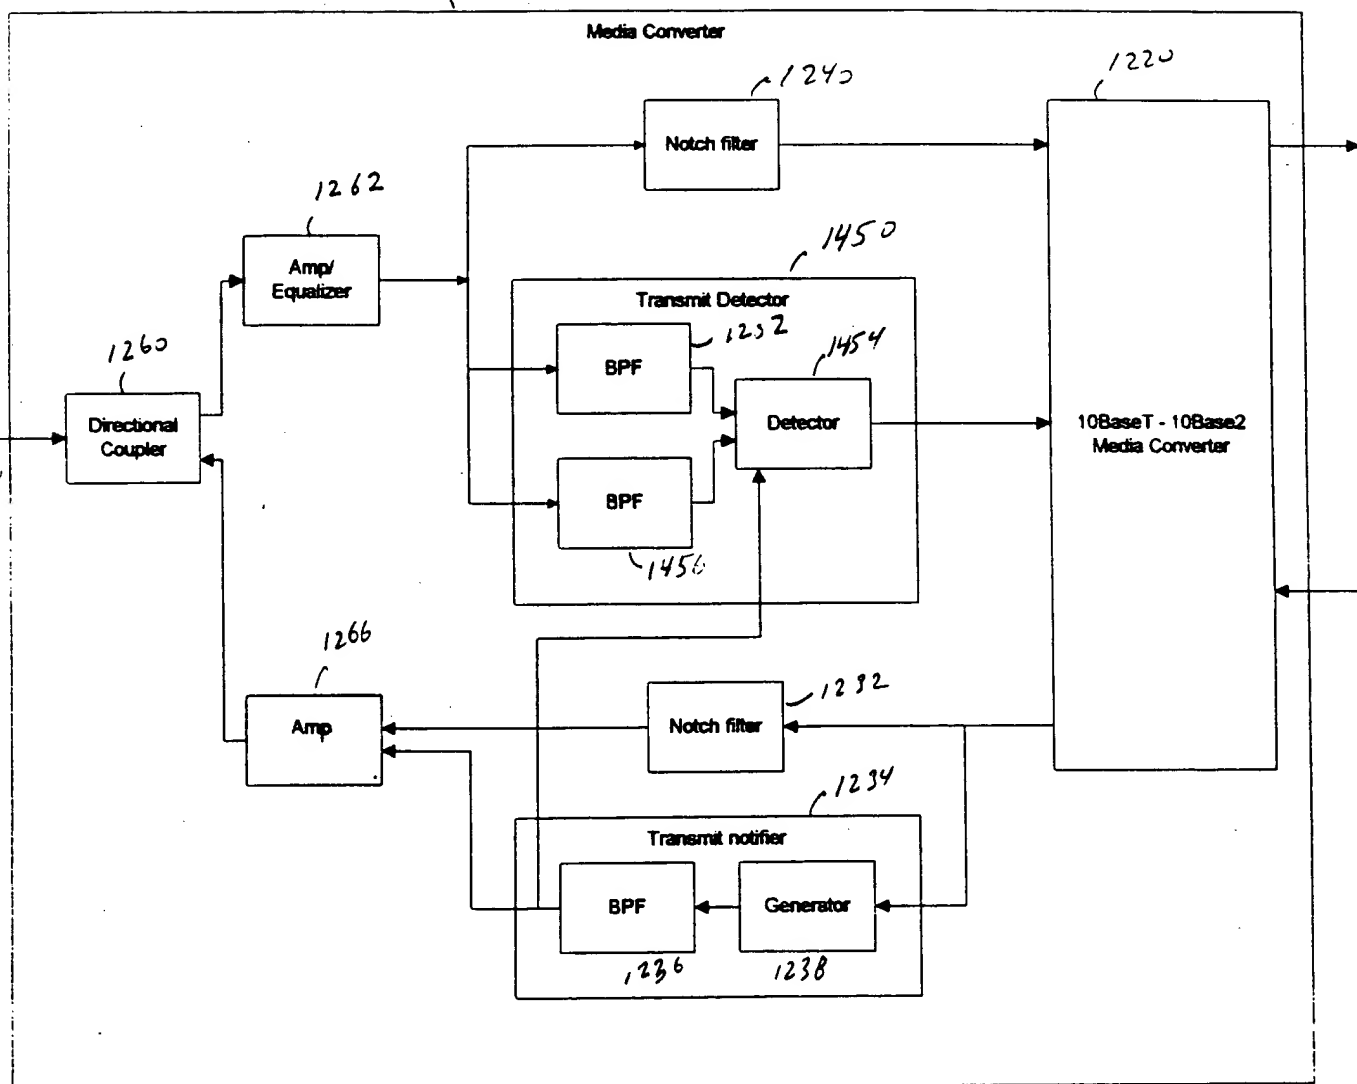 Media Converter
1240
1220
Notch filter
1262
Amp/
Equalizer
1450
Transmit Detector
1252
BPF
1454
Detector
1260
Directional
Coupler
10BaseT - 10Base2
Media Converter
BPF
1456
1266
Amp
1232
Notch filter
1234
Transmit notifier
BPF
Generator
1236
1238